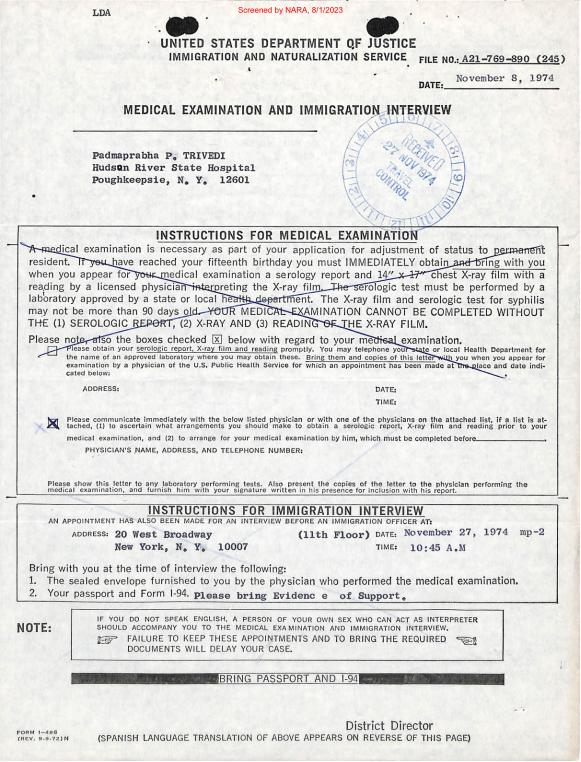 Screened by NARA, 8/1/2023
LDA
UNITED STATES DEPARTMENT OF JUSTICE
IMMIGRATION AND NATURALIZATION SERVICE
FILE NO.: A21-769-890 (245)
DATE: November 8, 1974
MEDICAL EXAMINATION AND IMMIGRATION INTERVIEW
Padmaprabha P. TRIVEDI
Hudson River State Hospital
Poughkeepsie, N. Y. 12601
RECEIVED
27 NOV 1974
TRAVEL
CONTROL
INSTRUCTIONS FOR MEDICAL EXAMINATION
A medical examination is necessary as part of your application for adjustment of status to permanent
resident. If you have reached your fifteenth birthday you must IMMEDIATELY obtain and bring with you
when you appear for your medical examination a serology report and 14" x 17" chest X-ray film with a
reading by a licensed physician interpreting the X-ray film. The serologic test must be performed by a
laboratory approved by a state or local health department. The X-ray film and serologic test for syphilis
may not be more than 90 days old. YOUR MEDICAL EXAMINATION CANNOT BE COMPLETED WITHOUT
THE (1) SEROLOGIC REPORT, (2) X-RAY AND (3) READING OF THE X-RAY FILM.
Please note, also the boxes checked [X] below with regard to your medical examination.
Please obtain your serologic report, X-ray film and reading promptly. You may telephone your state or local Health Department for
the name of an approved laboratory where you may obtain these. Bring them and copies of this letter with you when you appear for
examination by a physician of the U.S. Public Health Service for which an appointment has been made at the place and date indi-
cated below:
ADDRESS: DATE:
TIME:
Please communicate immediately with the below listed physician or with one of the physicians on the attached list, if a list is at-
tached, (1) to ascertain what arrangements you should make to obtain a serologic report, X-ray film and reading prior to your
medical examination, and (2) to arrange for your medical examination by him, which must be completed before
PHYSICIAN'S NAME, ADDRESS, AND TELEPHONE NUMBER:
Please show this letter to any laboratory performing tests. Also present the copies of the letter to the physician performing the
medical examination, and furnish him with your signature written in his presence for inclusion with his report.
INSTRUCTIONS FOR IMMIGRATION INTERVIEW
AN APPOINTMENT HAS ALSO BEEN MADE FOR AN INTERVIEW BEFORE AN IMMIGRATION OFFICER AT:
ADDRESS: 20 West Broadway (11th Floor) DATE: November 27, 1974 mp-2
New York, N. Y. 10007 TIME: 10:45 A.M
Bring with you at the time of interview the following:
1. The sealed envelope furnished to you by the physician who performed the medical examination.
2. Your passport and Form I-94. Please bring Evidenc e of Support.
NOTE:
IF YOU DO NOT SPEAK ENGLISH, A PERSON OF YOUR OWN SEX WHO CAN ACT AS INTERPRETER
SHOULD ACCOMPANY YOU TO THE MEDICAL EXAMINATION AND IMMIGRATION INTERVIEW.
FAILURE TO KEEP THESE APPOINTMENTS AND TO BRING THE REQUIRED
DOCUMENTS WILL DELAY YOUR CASE.
BRING PASSPORT AND I-94
District Director
FORM I-486
(REV. 9-9-72)N
(SPANISH LANGUAGE TRANSLATION OF ABOVE APPEARS ON REVERSE OF THIS PAGE)